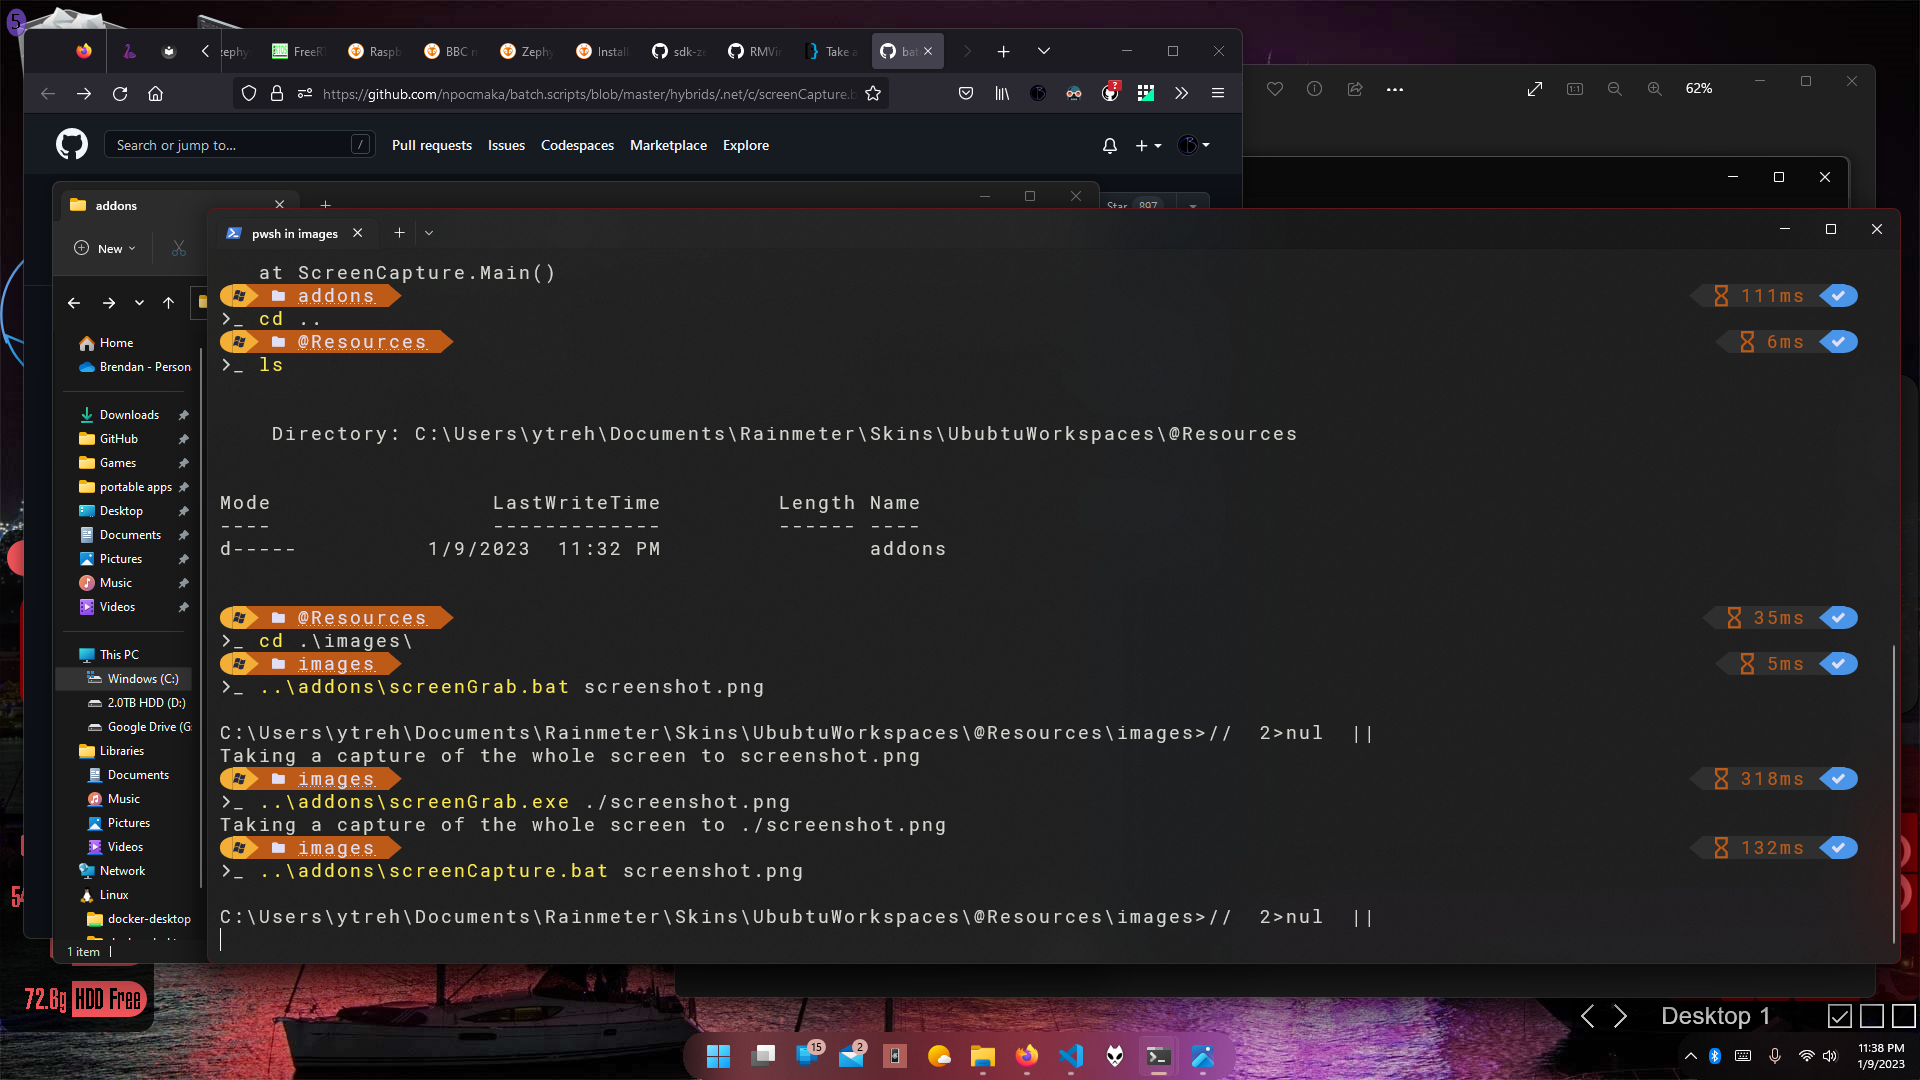 5
zephy
FreeRT
Raspb
BBC
Zephy
Install
sdk-ze
RMVir
Take a
bat
https://github.com/npocmaka/batch.scripts/blob/master/hybrids/.net/c/screenCapture.b
62%
Search or jump to...
/
Pull requests
Issues
Codespaces
Marketplace
Explore
Star 897
addons
New
pwsh in images
Home
Brendan - Person
Downloads
GitHub
Games
portable apps
Desktop
Documents
Pictures
Music
Videos
This PC
Windows (C:)
2.0TB HDD (D:)
Google Drive (G:
Libraries
Documents
Music
Pictures
Videos
Network
Linux
docker-desktop
1 item
at ScreenCapture.Main()
addons 111ms
>_ cd ..
@Resources 6ms
>_ ls
Directory: C:\Users\ytreh\Documents\Rainmeter\Skins\UbubtuWorkspaces\@Resources
Mode LastWriteTime Length Name
---- ------------- ------ ----
d----- 1/9/2023 11:32 PM addons
@Resources 35ms
>_ cd .\images\
images 5ms
>_ ..\addons\screenGrab.bat screenshot.png
C:\Users\ytreh\Documents\Rainmeter\Skins\UbubtuWorkspaces\@Resources\images>// 2>nul ||
Taking a capture of the whole screen to screenshot.png
images 318ms
>_ ..\addons\screenGrab.exe ./screenshot.png
Taking a capture of the whole screen to ./screenshot.png
images 132ms
>_ ..\addons\screenCapture.bat screenshot.png
C:\Users\ytreh\Documents\Rainmeter\Skins\UbubtuWorkspaces\@Resources\images>// 2>nul ||
72.6g HDD Free
Desktop 1
15
2
11:38 PM
1/9/2023